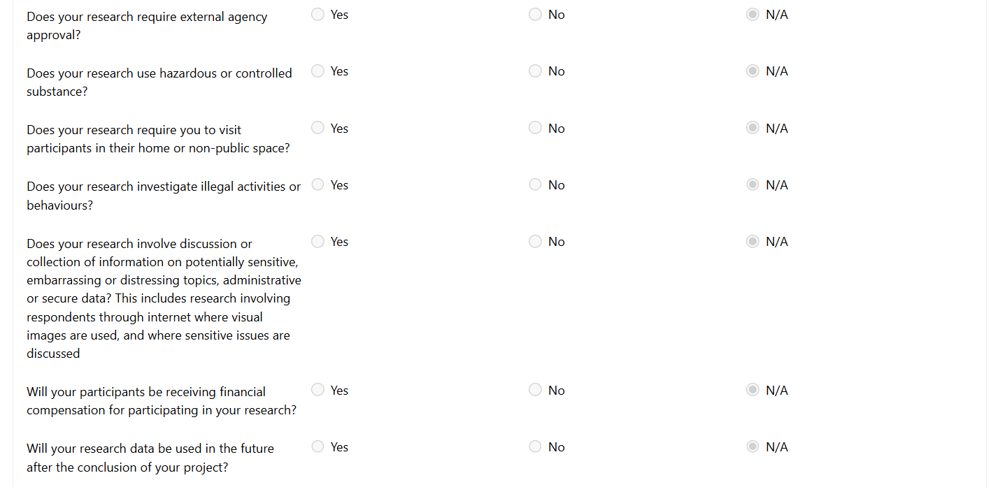 Does your research require external agency Yes No N/A
approval?
Does your research use hazardous or controlled Yes No N/A
substance?
Does your research require you to visit Yes No N/A
participants in their home or non-public space?
Does your research investigate illegal activities or Yes No N/A
behaviours?
Does your research involve discussion or Yes No N/A
collection of information on potentially sensitive,
embarrassing or distressing topics, administrative
or secure data? This includes research involving
respondents through internet where visual
images are used, and where sensitive issues are
discussed
Will your participants be receiving financial Yes No N/A
compensation for participating in your research?
Will your research data be used in the future Yes No N/A
after the conclusion of your project?